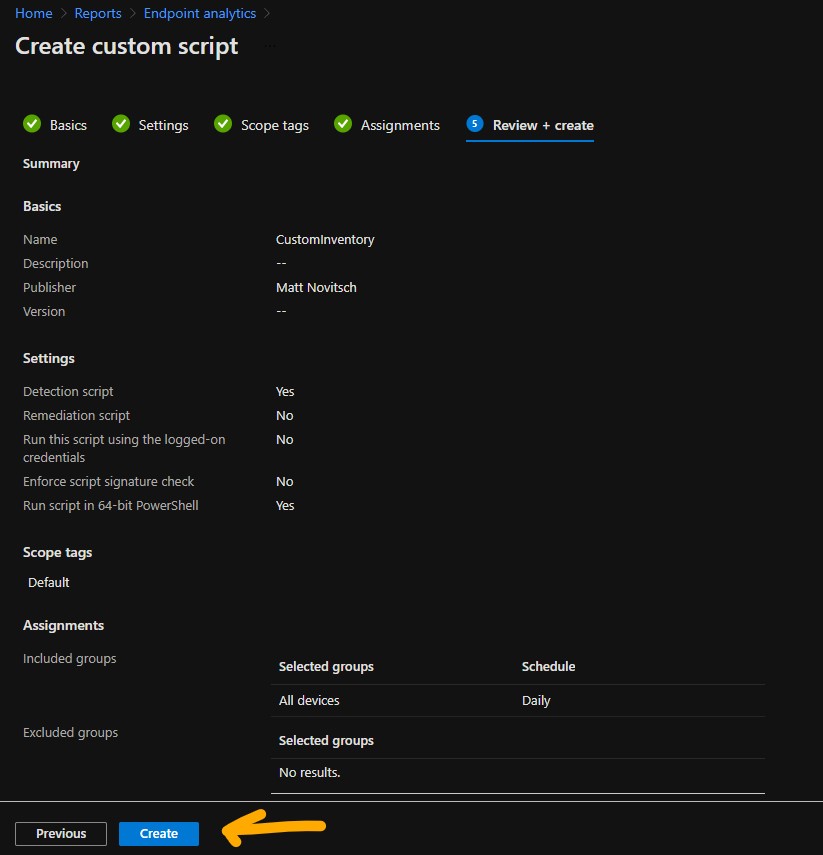 Home > Reports > Endpoint analytics >
Create custom script ...
Basics Settings Scope tags Assignments 5 Review + create
Summary
Basics
Name CustomInventory
Description --
Publisher Matt Novitsch
Version --
Settings
Detection script Yes
Remediation script No
Run this script using the logged-on No
credentials
Enforce script signature check No
Run script in 64-bit PowerShell Yes
Scope tags
Default
Assignments
Included groups
Selected groups Schedule
All devices Daily
Excluded groups
Selected groups
No results.
Previous Create